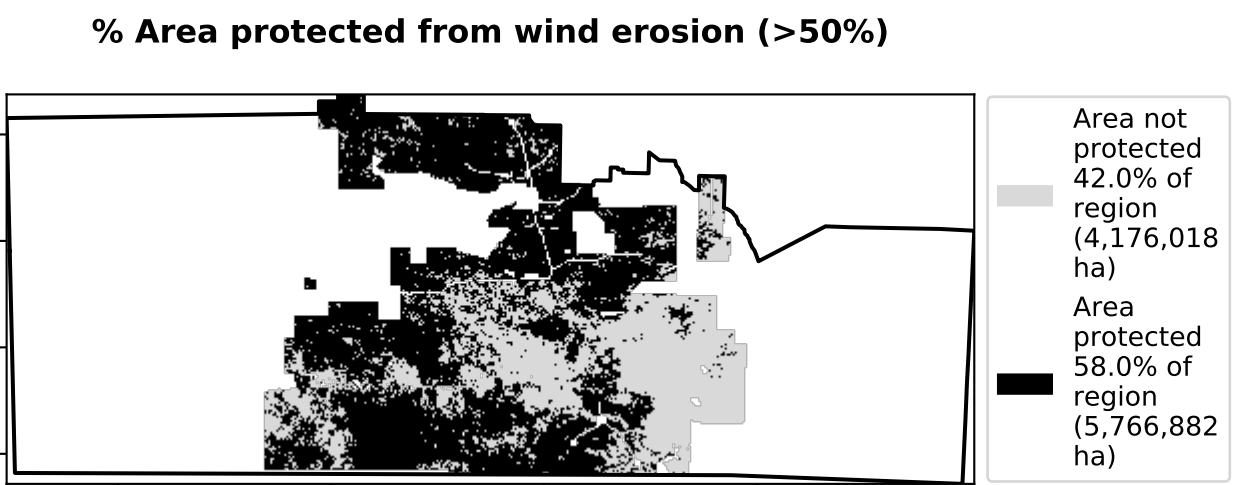 % Area protected from wind erosion (>50%)
Area not
protected
42.0% of
region
(4,176,018
ha)
Area
protected
58.0% of
region
(5,766,882
ha)